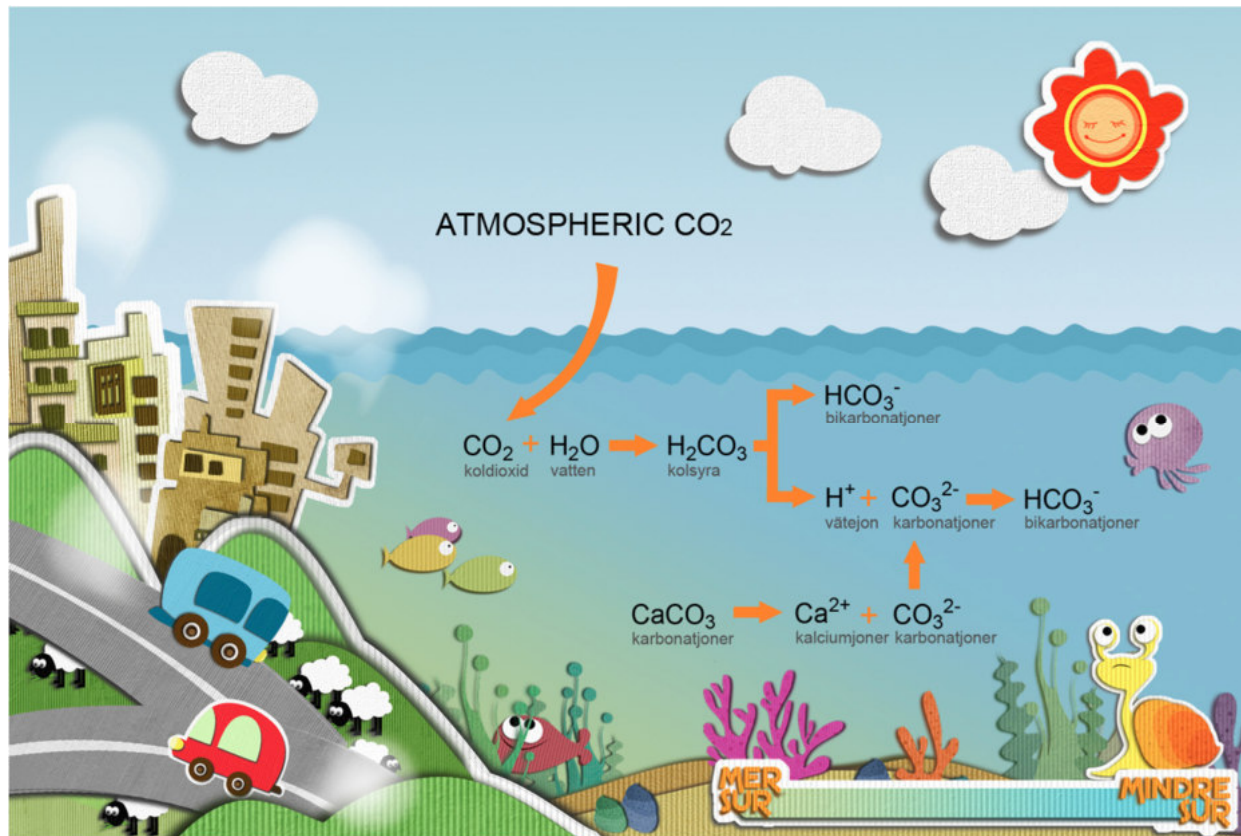 ATMOSPHERIC CO₂
HCO₃⁻
bikarbonatjoner
CO₂ + H₂O
koldioxid vatten
H₂CO₃
kolsyra
H⁺ + CO₃²⁻
vätejon karbonatjoner
HCO₃⁻
bikarbonatjoner
CaCO₃
karbonatjoner
Ca²⁺ + CO₃²⁻
kalciumjoner karbonatjoner
MER
SUR
MINDRE
SUR